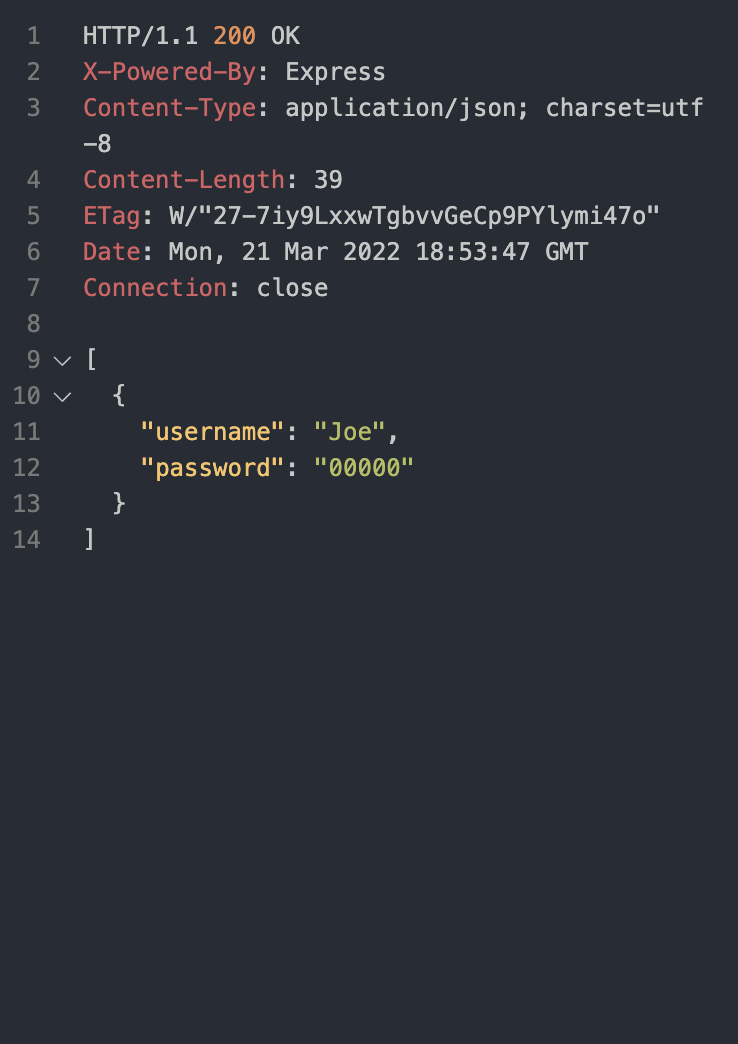 1 HTTP/1.1 200 OK
2 X-Powered-By: Express
3 Content-Type: application/json; charset=utf
-8
4 Content-Length: 39
5 ETag: W/"27-7iy9LxxwTgbvvGeCp9PYlymi47o"
6 Date: Mon, 21 Mar 2022 18:53:47 GMT
7 Connection: close
8
9 [
10 {
11 "username": "Joe",
12 "password": "00000"
13 }
14 ]